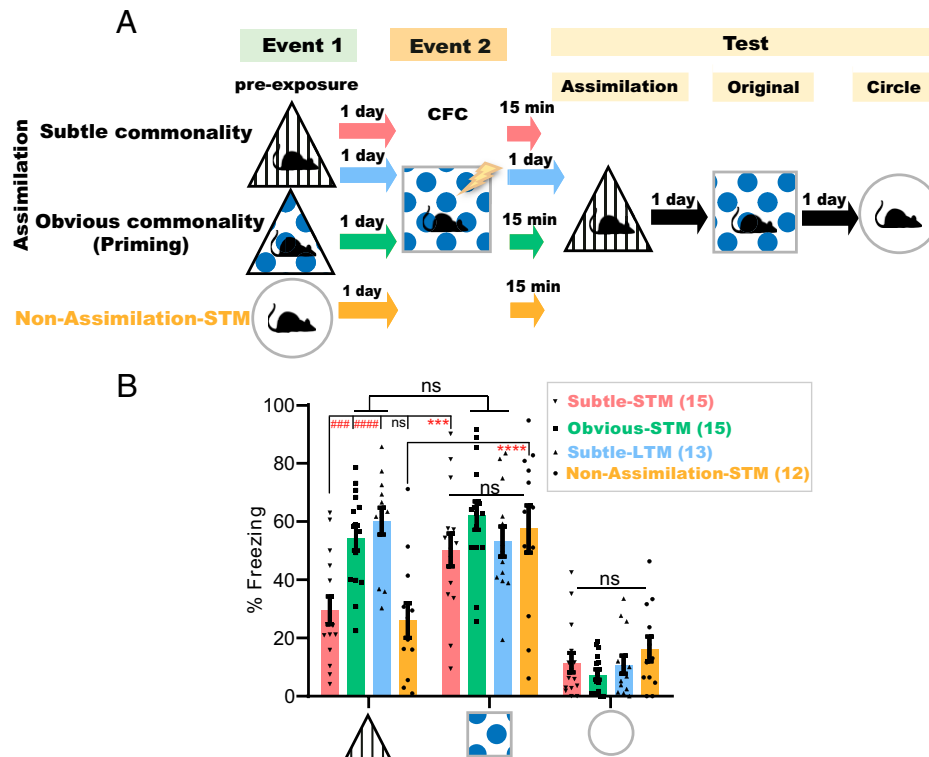 A
Event 1
Event 2
Test
pre-exposure
CFC
Assimilation
Original
Circle
Assimilation
Subtle commonality
1 day
15 min
1 day
1 day
Obvious commonality
(Priming)
1 day
15 min
1 day
1 day
Non-Assimilation-STM
1 day
15 min
B
% Freezing
100
80
60
40
20
0
ns
### #### ns ***
****
ns
ns
Subtle-STM (15)
Obvious-STM (15)
Subtle-LTM (13)
Non-Assimilation-STM (12)